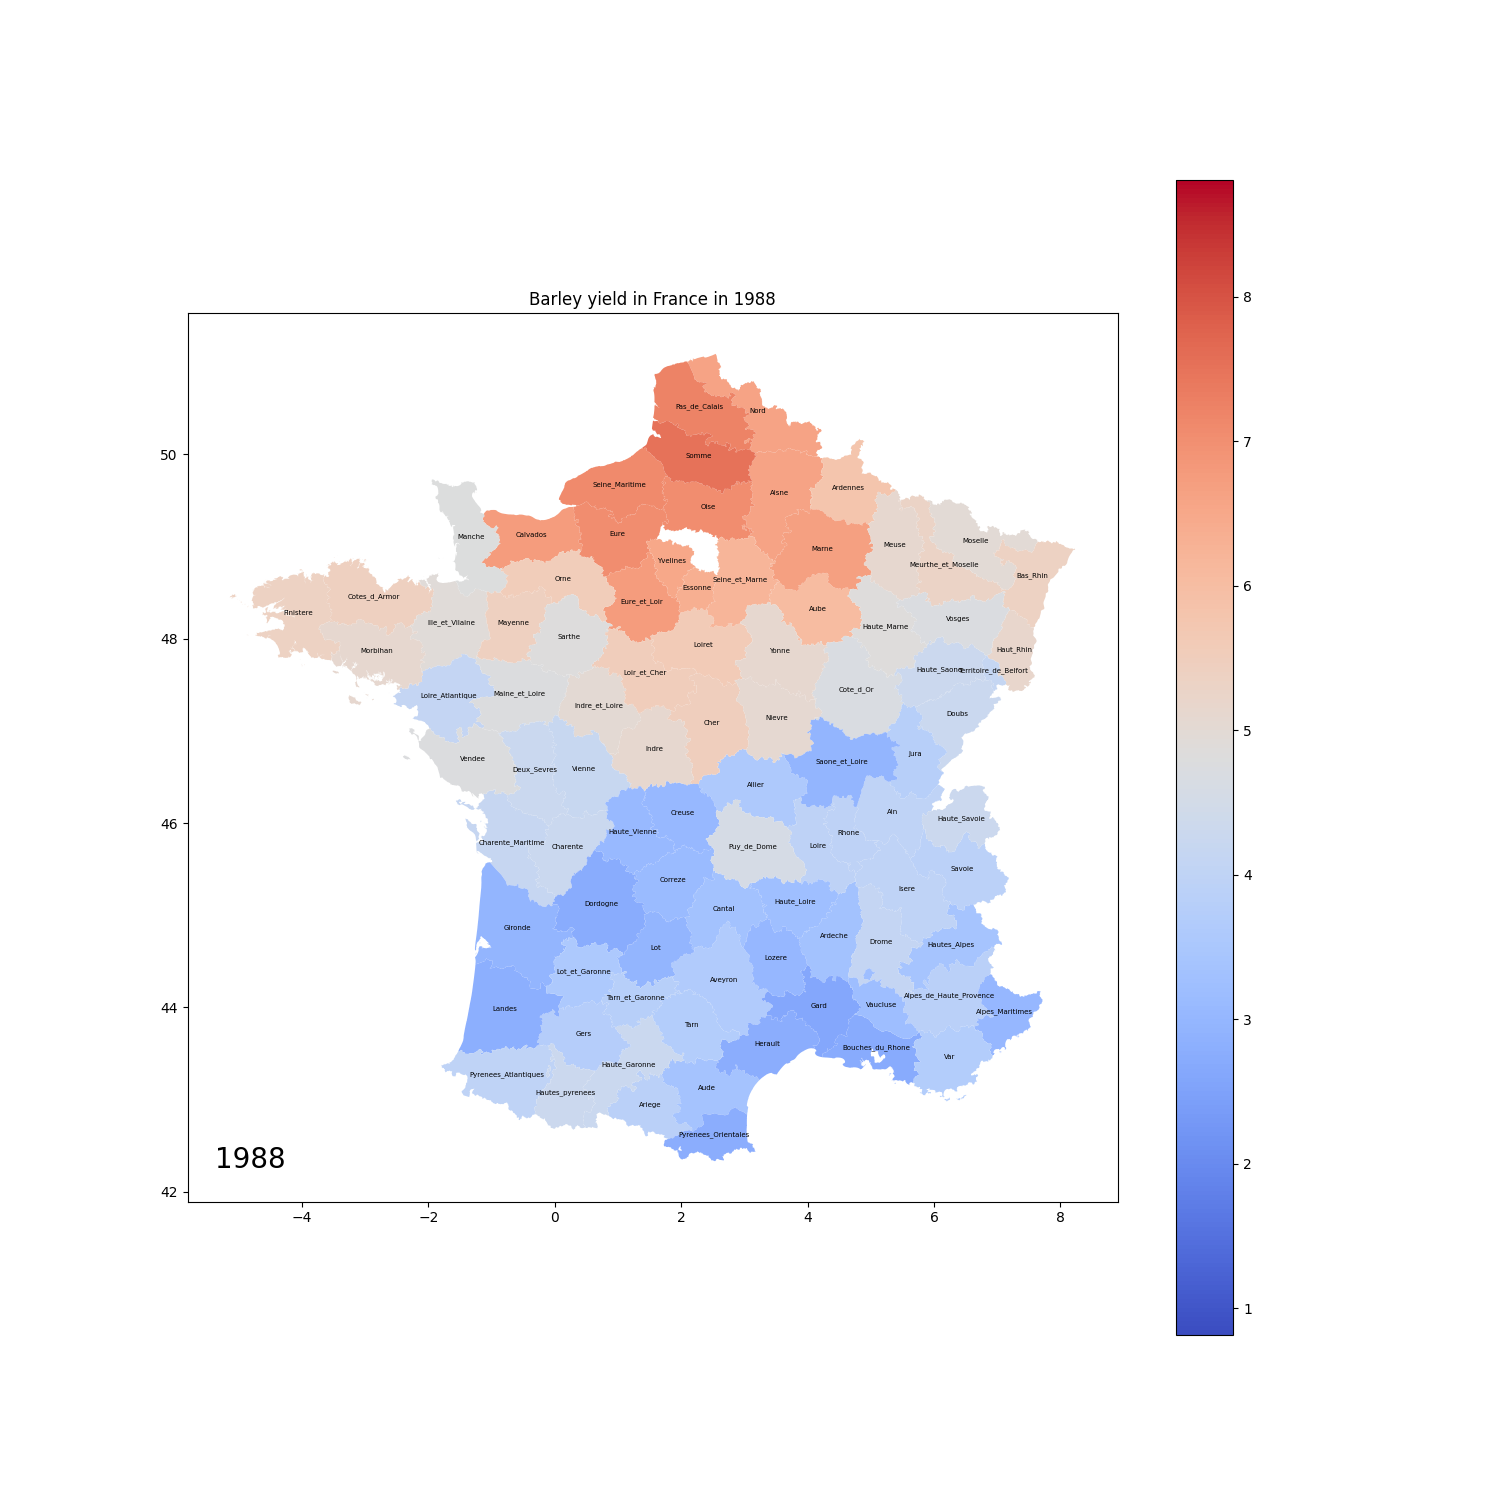 Barley yield in France in 1988
8
7
6
5
4
3
2
1
50
48
46
44
42
−4
−2
0
2
4
6
8
1988
Pas_de_Calais
Nord
Somme
Seine_Maritime
Aisne
Ardennes
Oise
Calvados
Eure
Manche
Marne
Meuse
Moselle
Yvelines
Meurthe_et_Moselle
Bas_Rhin
Orne
Seine_et_Marne
Essonne
Cotes_d_Armor
Eure_et_Loir
Aube
Finistere
Ille_et_Vilaine
Mayenne
Vosges
Haute_Marne
Sarthe
Loiret
Morbihan
Yonne
Haut_Rhin
Loir_et_Cher
Haute_Saone
Territoire_de_Belfort
Loire_Atlantique
Maine_et_Loire
Cote_d_Or
Indre_et_Loire
Doubs
Cher
Nievre
Indre
Jura
Vendee
Saone_et_Loire
Deux_Sevres
Vienne
Allier
Creuse
Ain
Haute_Savoie
Haute_Vienne
Rhone
Charente_Maritime
Charente
Puy_de_Dome
Loire
Savoie
Correze
Isere
Dordogne
Cantal
Haute_Loire
Gironde
Ardeche
Drome
Hautes_Alpes
Lot
Lozere
Lot_et_Garonne
Aveyron
Tarn_et_Garonne
Alpes_de_Haute_Provence
Landes
Gard
Vaucluse
Alpes_Maritimes
Tarn
Gers
Herault
Bouches_du_Rhone
Var
Haute_Garonne
Pyrenees_Atlantiques
Aude
Hautes_pyrenees
Ariege
Pyrenees_Orientales